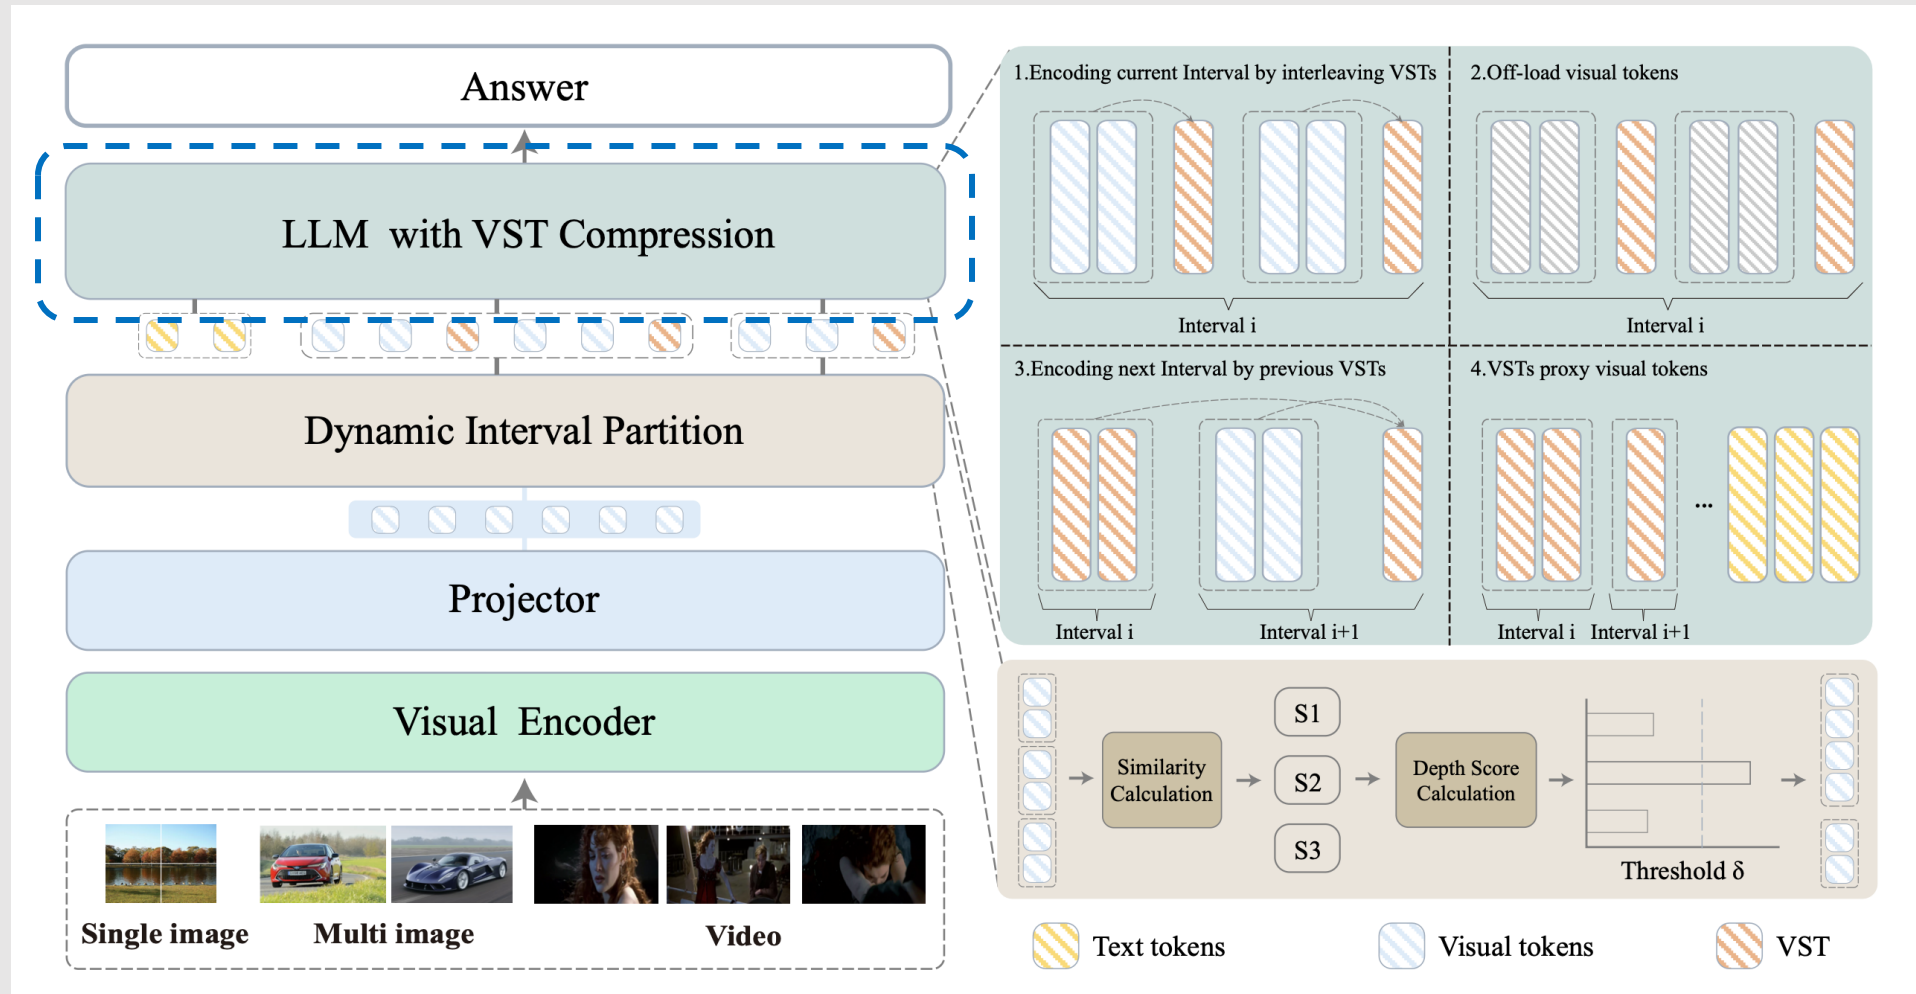 Answer
LLM with VST Compression
Dynamic Interval Partition
Projector
Visual Encoder
Single image
Multi image
Video
1.Encoding current Interval by interleaving VSTs
Interval i
2.Off-load visual tokens
Interval i
3.Encoding next Interval by previous VSTs
Interval i
Interval i+1
4.VSTs proxy visual tokens
...
Interval i
Interval i+1
Similarity
Calculation
S1
S2
S3
Depth Score
Calculation
Threshold δ
Text tokens
Visual tokens
VST